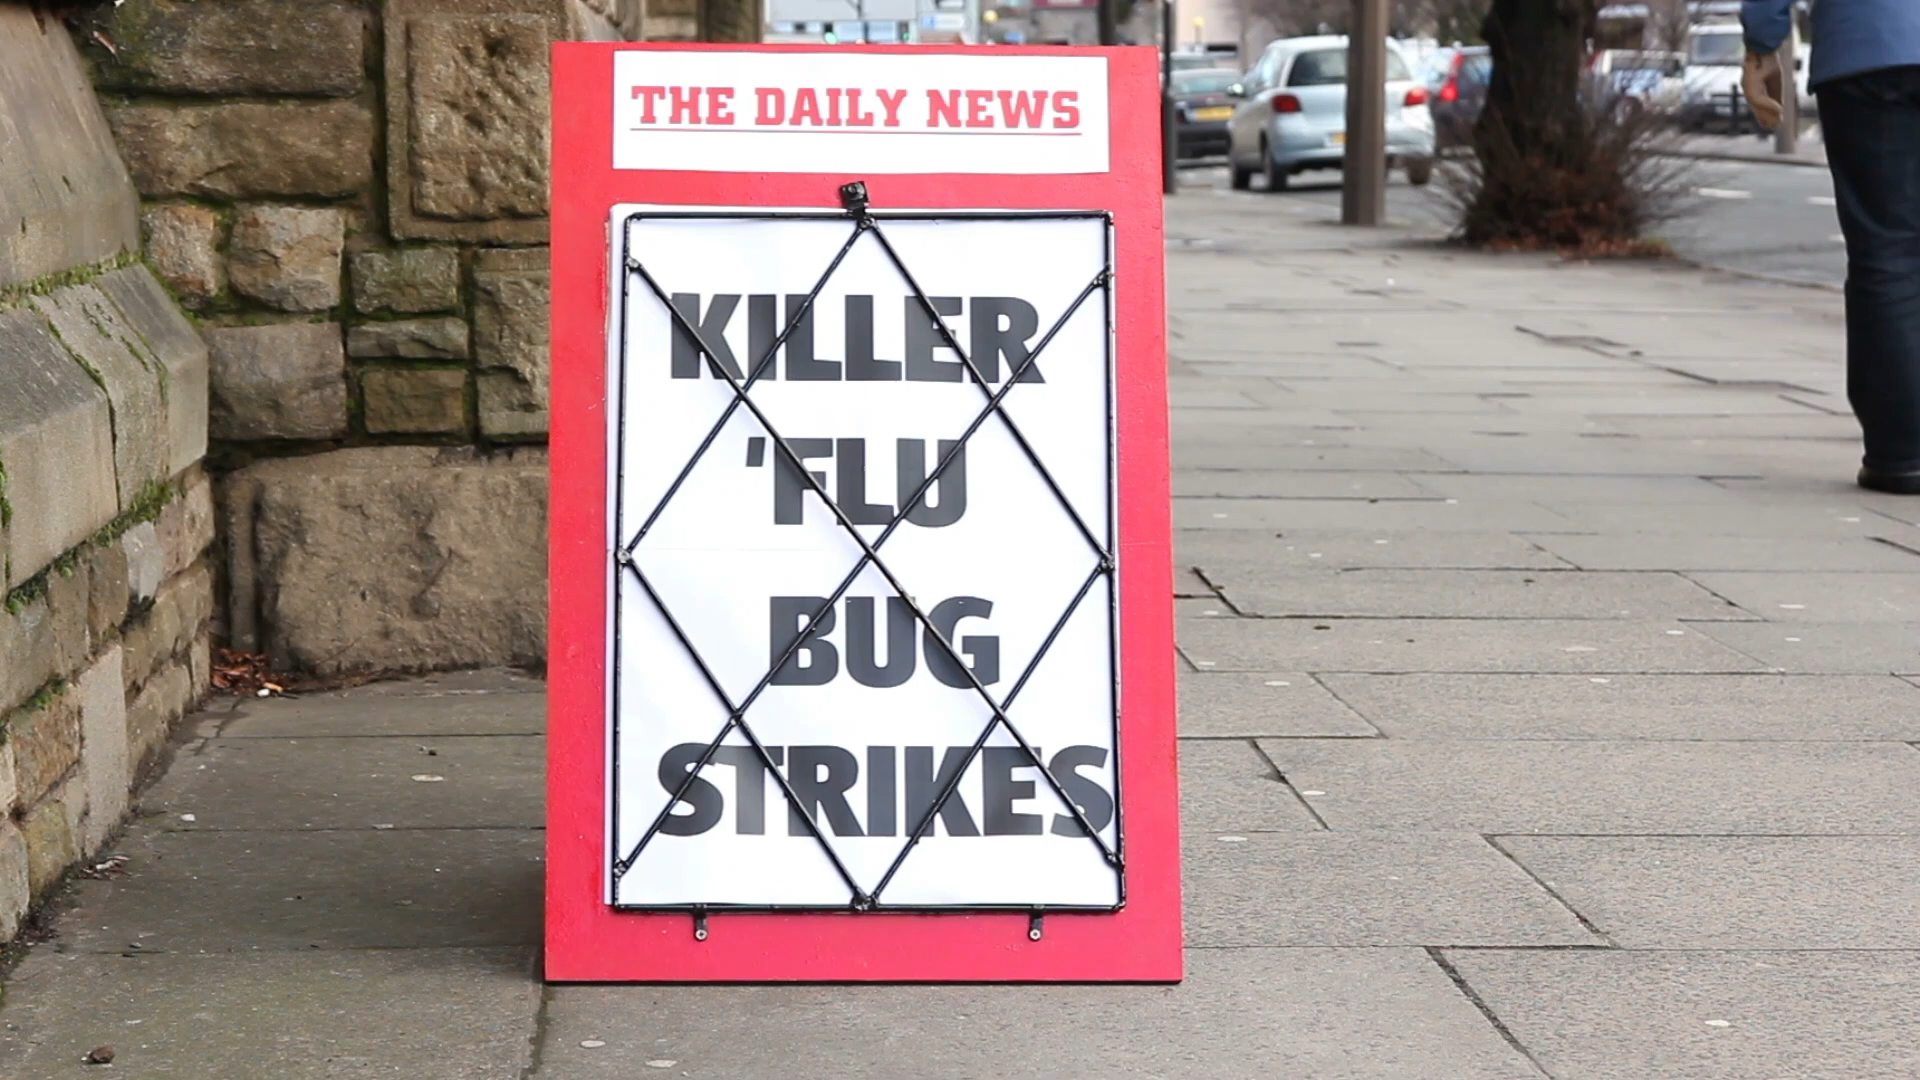 THE DAILY NEWS
KILLER
'FLU
BUG
STRIKES